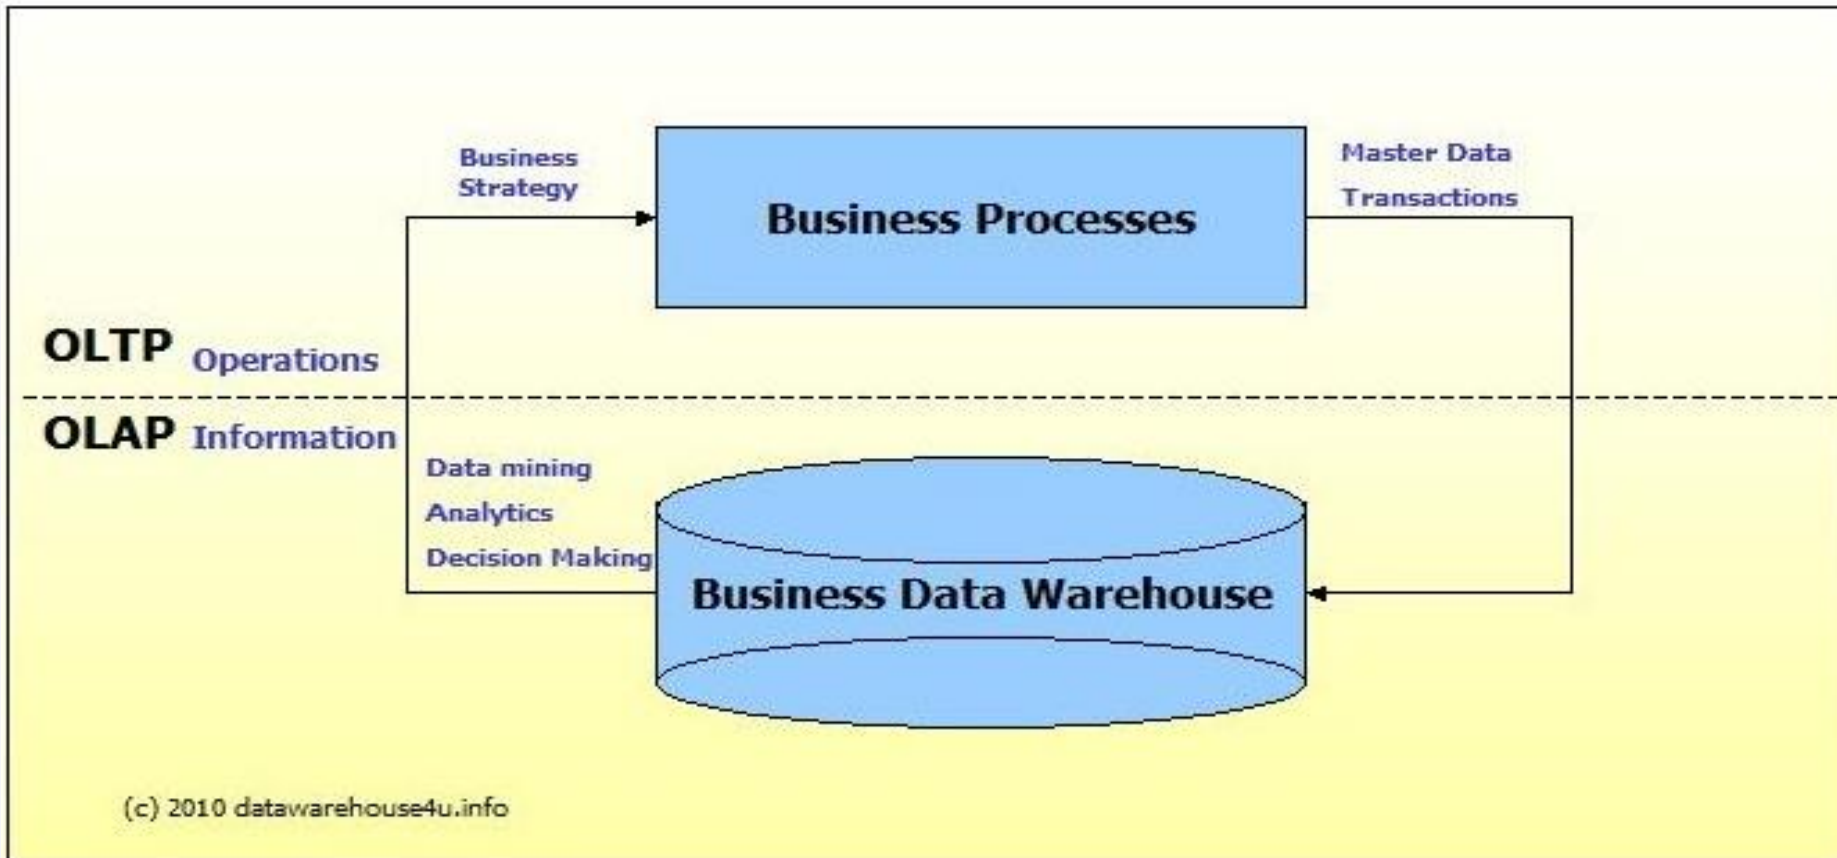 Business
Strategy
Business Processes
Master Data
Transactions
OLTP Operations
OLAP Information
Data mining
Analytics
Decision Making
Business Data Warehouse
(c) 2010 datawarehouse4u.info